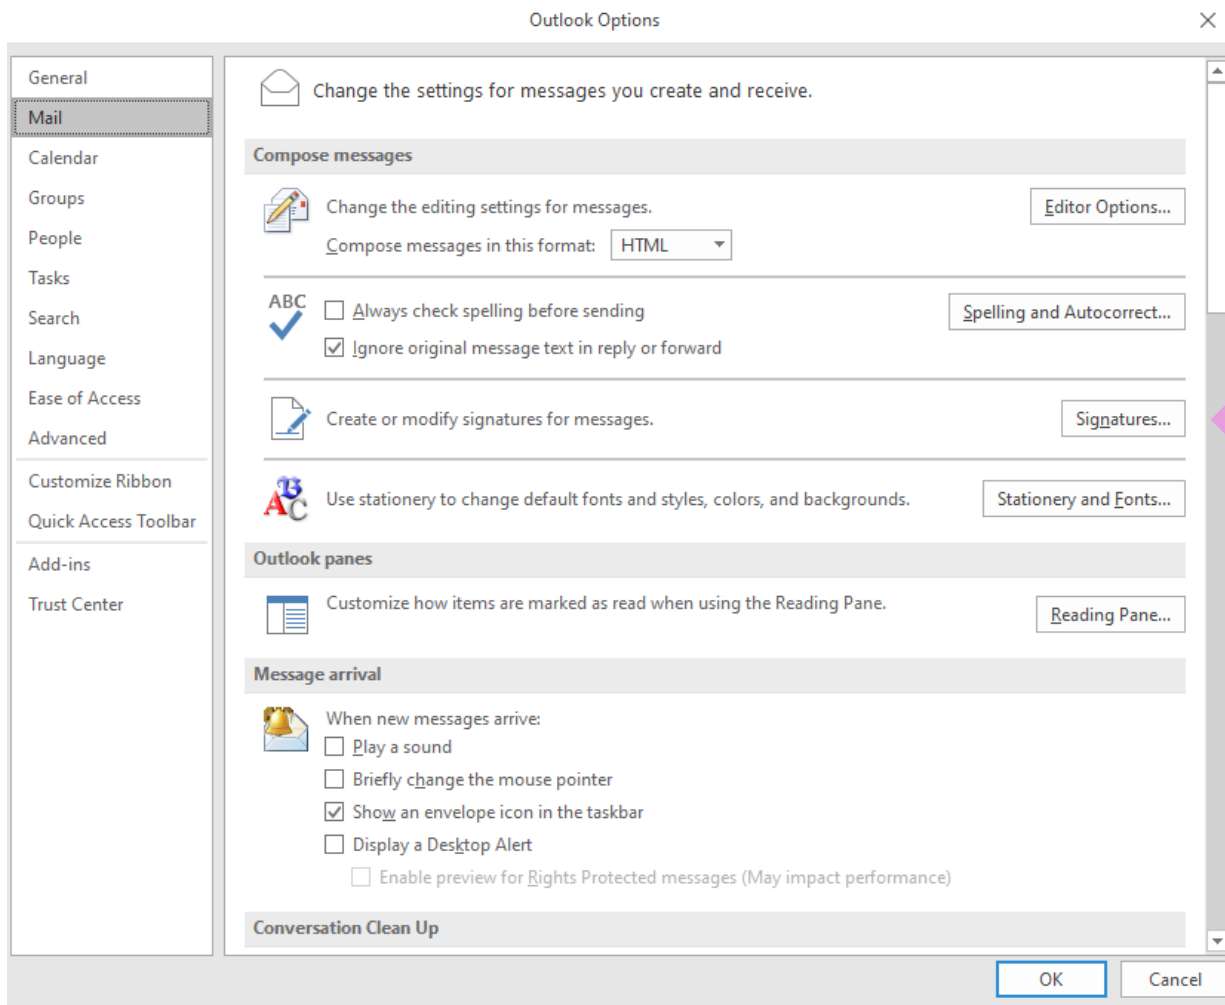 Outlook Options
General
Mail
Calendar
Groups
People
Tasks
Search
Language
Ease of Access
Advanced
Customize Ribbon
Quick Access Toolbar
Add-ins
Trust Center
Change the settings for messages you create and receive.
Compose messages
Change the editing settings for messages.
Editor Options...
Compose messages in this format: HTML
ABC
Always check spelling before sending
Spelling and Autocorrect...
Ignore original message text in reply or forward
Create or modify signatures for messages.
Signatures...
ABC
Use stationery to change default fonts and styles, colors, and backgrounds.
Stationery and Fonts...
Outlook panes
Customize how items are marked as read when using the Reading Pane.
Reading Pane...
Message arrival
When new messages arrive:
Play a sound
Briefly change the mouse pointer
Show an envelope icon in the taskbar
Display a Desktop Alert
Enable preview for Rights Protected messages (May impact performance)
Conversation Clean Up
OK
Cancel